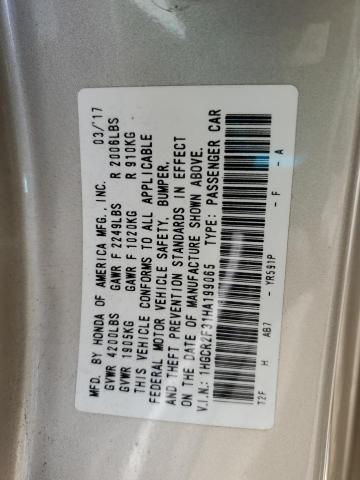 MFD. BY HONDA OF AMERICA MFG., INC. 03/'17
GVWR 4200LBS GAWR F 2249LBS R 2006LBS
GVWR 1905KG GAWR F 1020KG R 910KG
THIS VEHICLE CONFORMS TO ALL APPLICABLE
FEDERAL MOTOR VEHICLE SAFETY, BUMPER,
AND THEFT PREVENTION STANDARDS IN EFFECT
ON THE DATE OF MANUFACTURE SHOWN ABOVE.
V.I.N.: 1HGCR2F31HA199065 TYPE: PASSENGER CAR
T2F H AB7 - YR591P - F - A